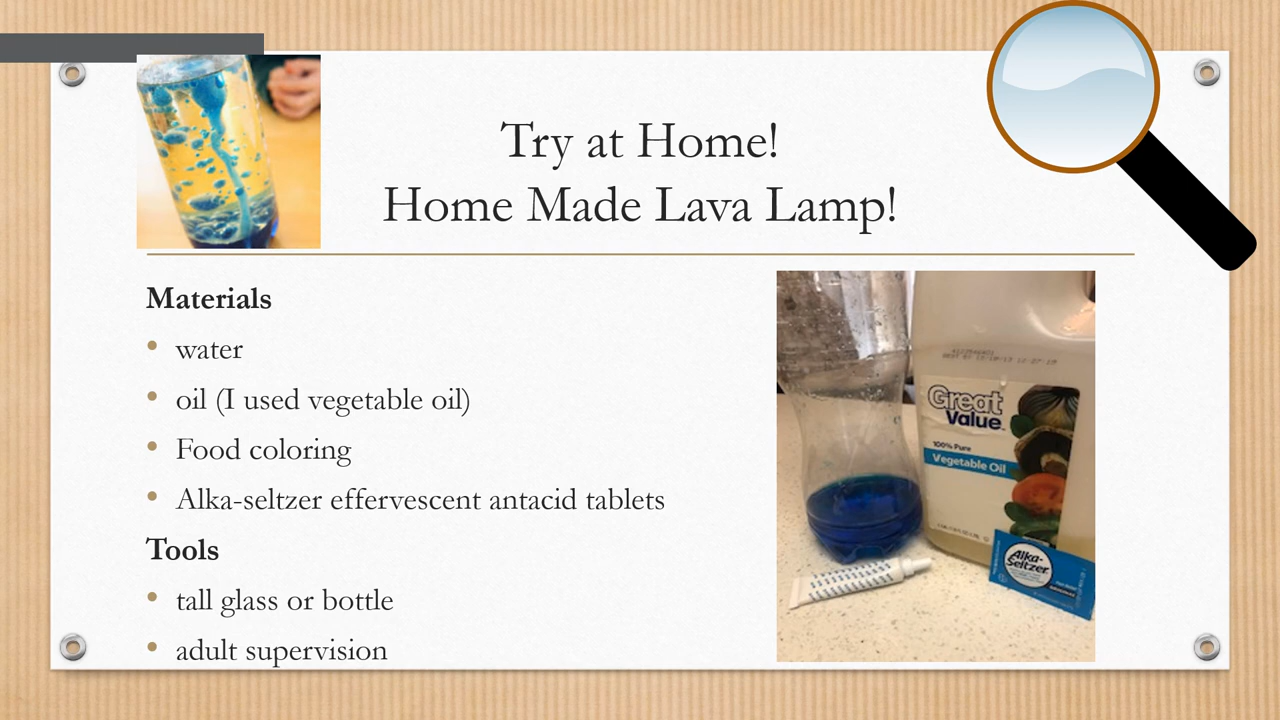 Try at Home!
Home Made Lava Lamp!
Materials
water
oil (I used vegetable oil)
Food coloring
Alka-seltzer effervescent antacid tablets
Tools
tall glass or bottle
adult supervision
Great
Value
100% Pure
Vegetable Oil
Alka-
Seltzer